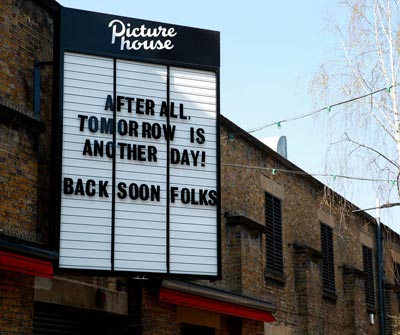 Picture
house
AFTER ALL,
TOMORROW IS
ANOTHER DAY!
BACK SOON FOLKS